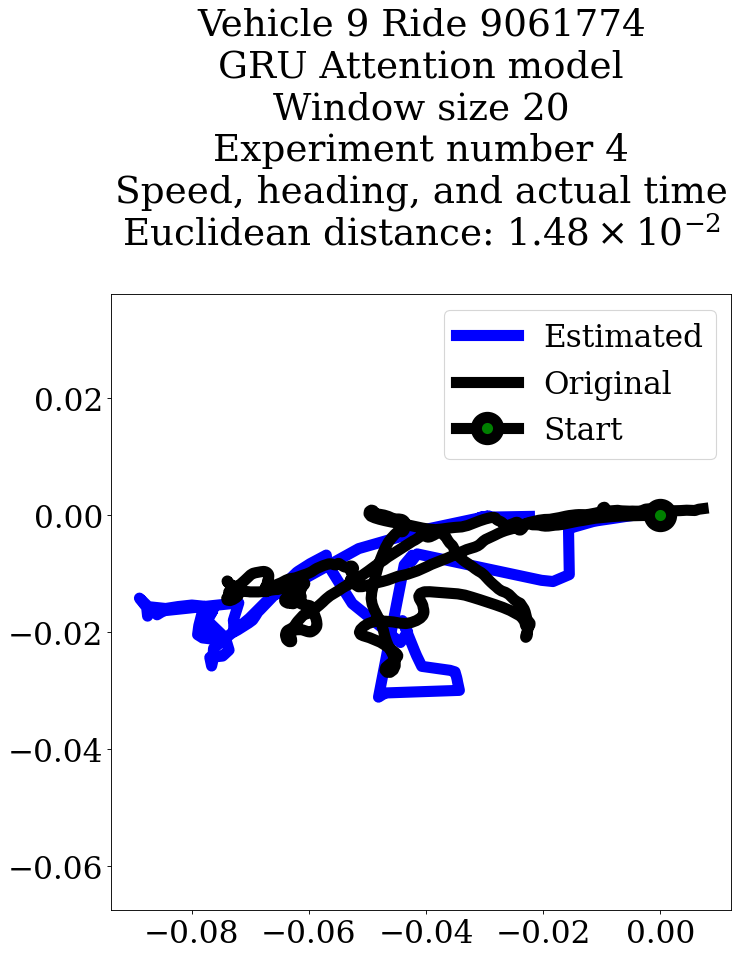 Vehicle 9 Ride 9061774
GRU Attention model
Window size 20
Experiment number 4
Speed, heading, and actual time
Euclidean distance: 1.48 × 10⁻²
Estimated
Original
Start
0.02
0.00
−0.02
−0.04
−0.06
−0.08 −0.06 −0.04 −0.02 0.00